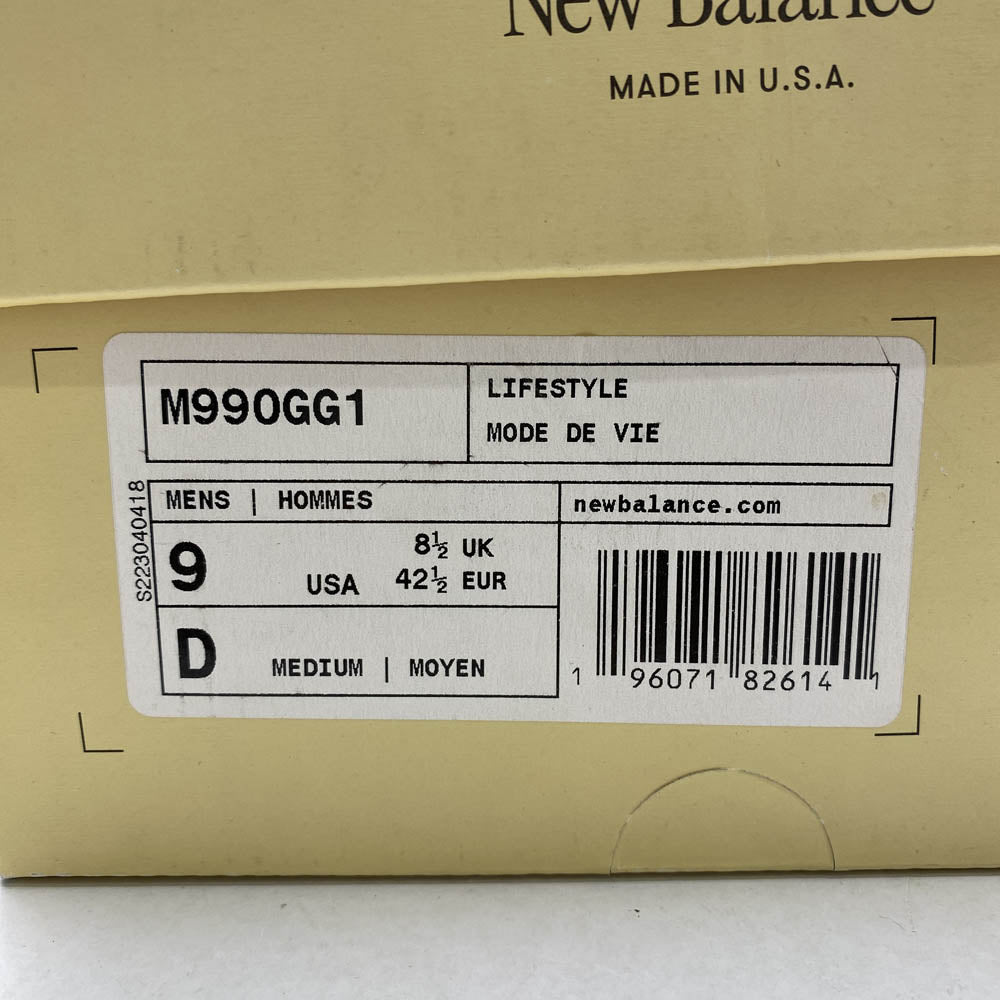 New Balance
MADE IN U.S.A.
M990GG1
LIFESTYLE
MODE DE VIE
S223040418
MENS | HOMMES
newbalance.com
9 USA 8½ UK
42½ EUR
D MEDIUM | MOYEN
1 96071 82614 1